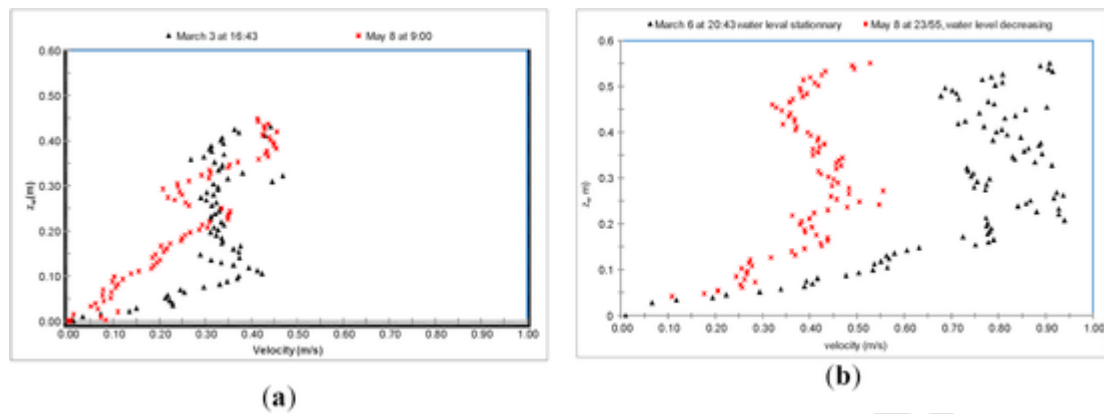 March 3 at 16:43 May 8 at 9:00
0.60
0.50
0.40
0.30
0.20
0.10
0.00
z_w(m)
0.00 0.10 0.20 0.30 0.40 0.50 0.60 0.70 0.80 0.90 1.00
Velocity (m/s)
(a)
March 6 at 20:43 water leval stationnary May 8 at 23/55, water level decreasing
0.6
0.5
0.4
0.3
0.2
0.1
0
m)
0.00 0.10 0.20 0.30 0.40 0.50 0.60 0.70 0.80 0.90 1.00
velocity (m/s)
(b)